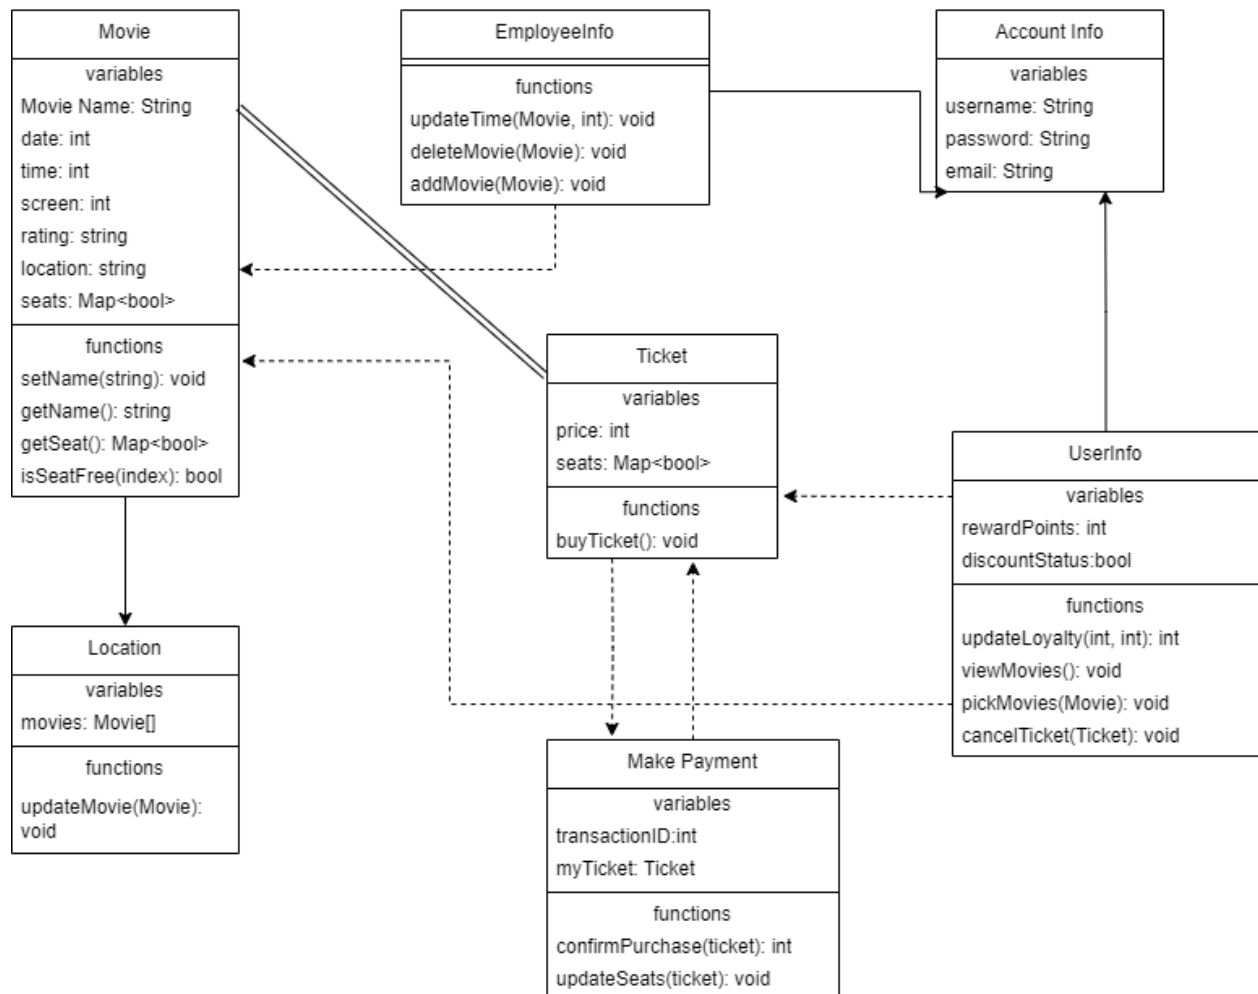 Movie
variables
Movie Name: String
date: int
time: int
screen: int
rating: string
location: string
seats: Map<bool>
functions
setName(string): void
getName(): string
getSeat(): Map<bool>
isSeatFree(index): bool
EmployeeInfo
functions
updateTime(Movie, int): void
deleteMovie(Movie): void
addMovie(Movie): void
Account Info
variables
username: String
password: String
email: String
Ticket
variables
price: int
seats: Map<bool>
functions
buyTicket(): void
UserInfo
variables
rewardPoints: int
discountStatus:bool
functions
updateLoyalty(int, int): int
viewMovies(): void
pickMovies(Movie): void
cancelTicket(Ticket): void
Location
variables
movies: Movie[]
functions
updateMovie(Movie):
void
Make Payment
variables
transactionID:int
myTicket: Ticket
functions
confirmPurchase(ticket): int
updateSeats(ticket): void